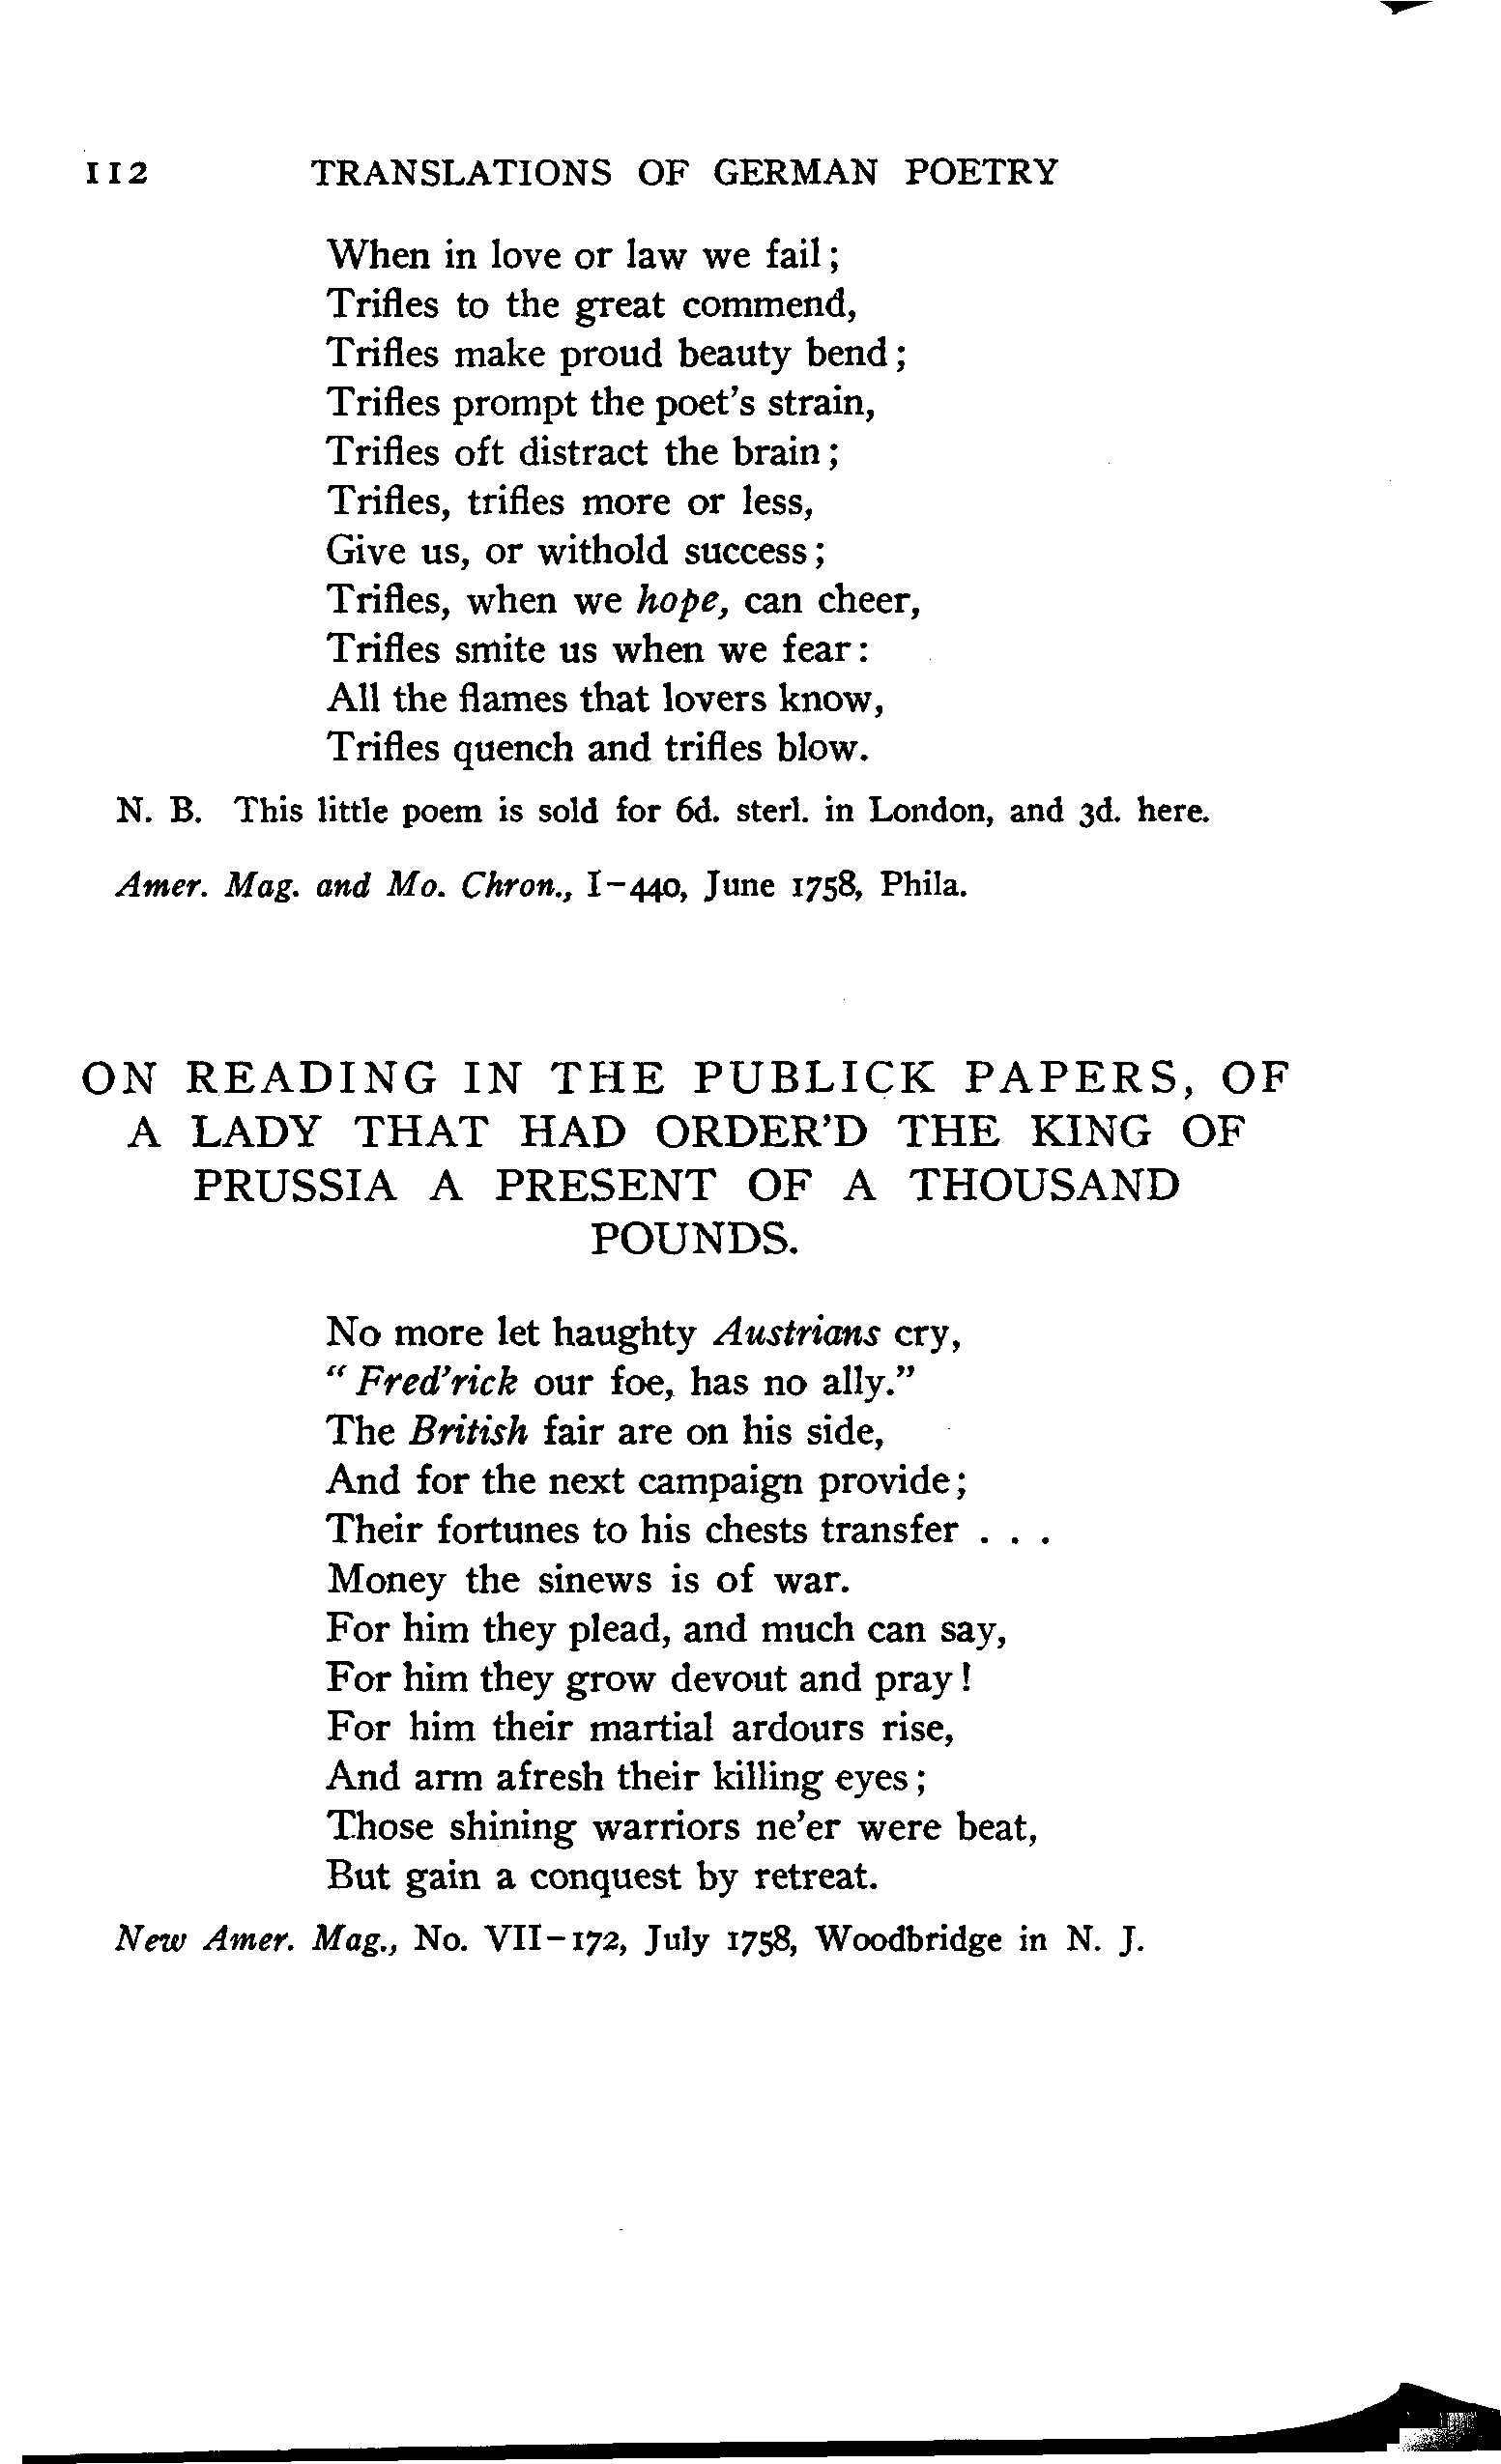 112 TRANSLATIONS OF GERMAN POETRY
When in love or law we fail;
Trifles to the great commend,
Trifles make proud beauty bend;
Trifles prompt the poet's strain,
Trifles oft distract the brain;
Trifles, trifles more or less,
Give us, or withold success;
Trifles, when we hope, can cheer,
Trifles smite us when we fear:
All the flames that lovers know,
Trifles quench and trifles blow.
N. B. This little poem is sold for 6d. sterl. in London, and 3d. here.
Amer. Mag. and Mo. Chron., I-440, June 1758, Phila.
ON READING IN THE PUBLICK PAPERS, OF
A LADY THAT HAD ORDER'D THE KING OF
PRUSSIA A PRESENT OF A THOUSAND
POUNDS.
No more let haughty Austrians cry,
"Fred'rick our foe, has no ally."
The British fair are on his side,
And for the next campaign provide;
Their fortunes to his chests transfer . . .
Money the sinews is of war.
For him they plead, and much can say,
For him they grow devout and pray!
For him their martial ardours rise,
And arm afresh their killing eyes;
Those shining warriors ne'er were beat,
But gain a conquest by retreat.
New Amer. Mag., No. VII-172, July 1758, Woodbridge in N. J.